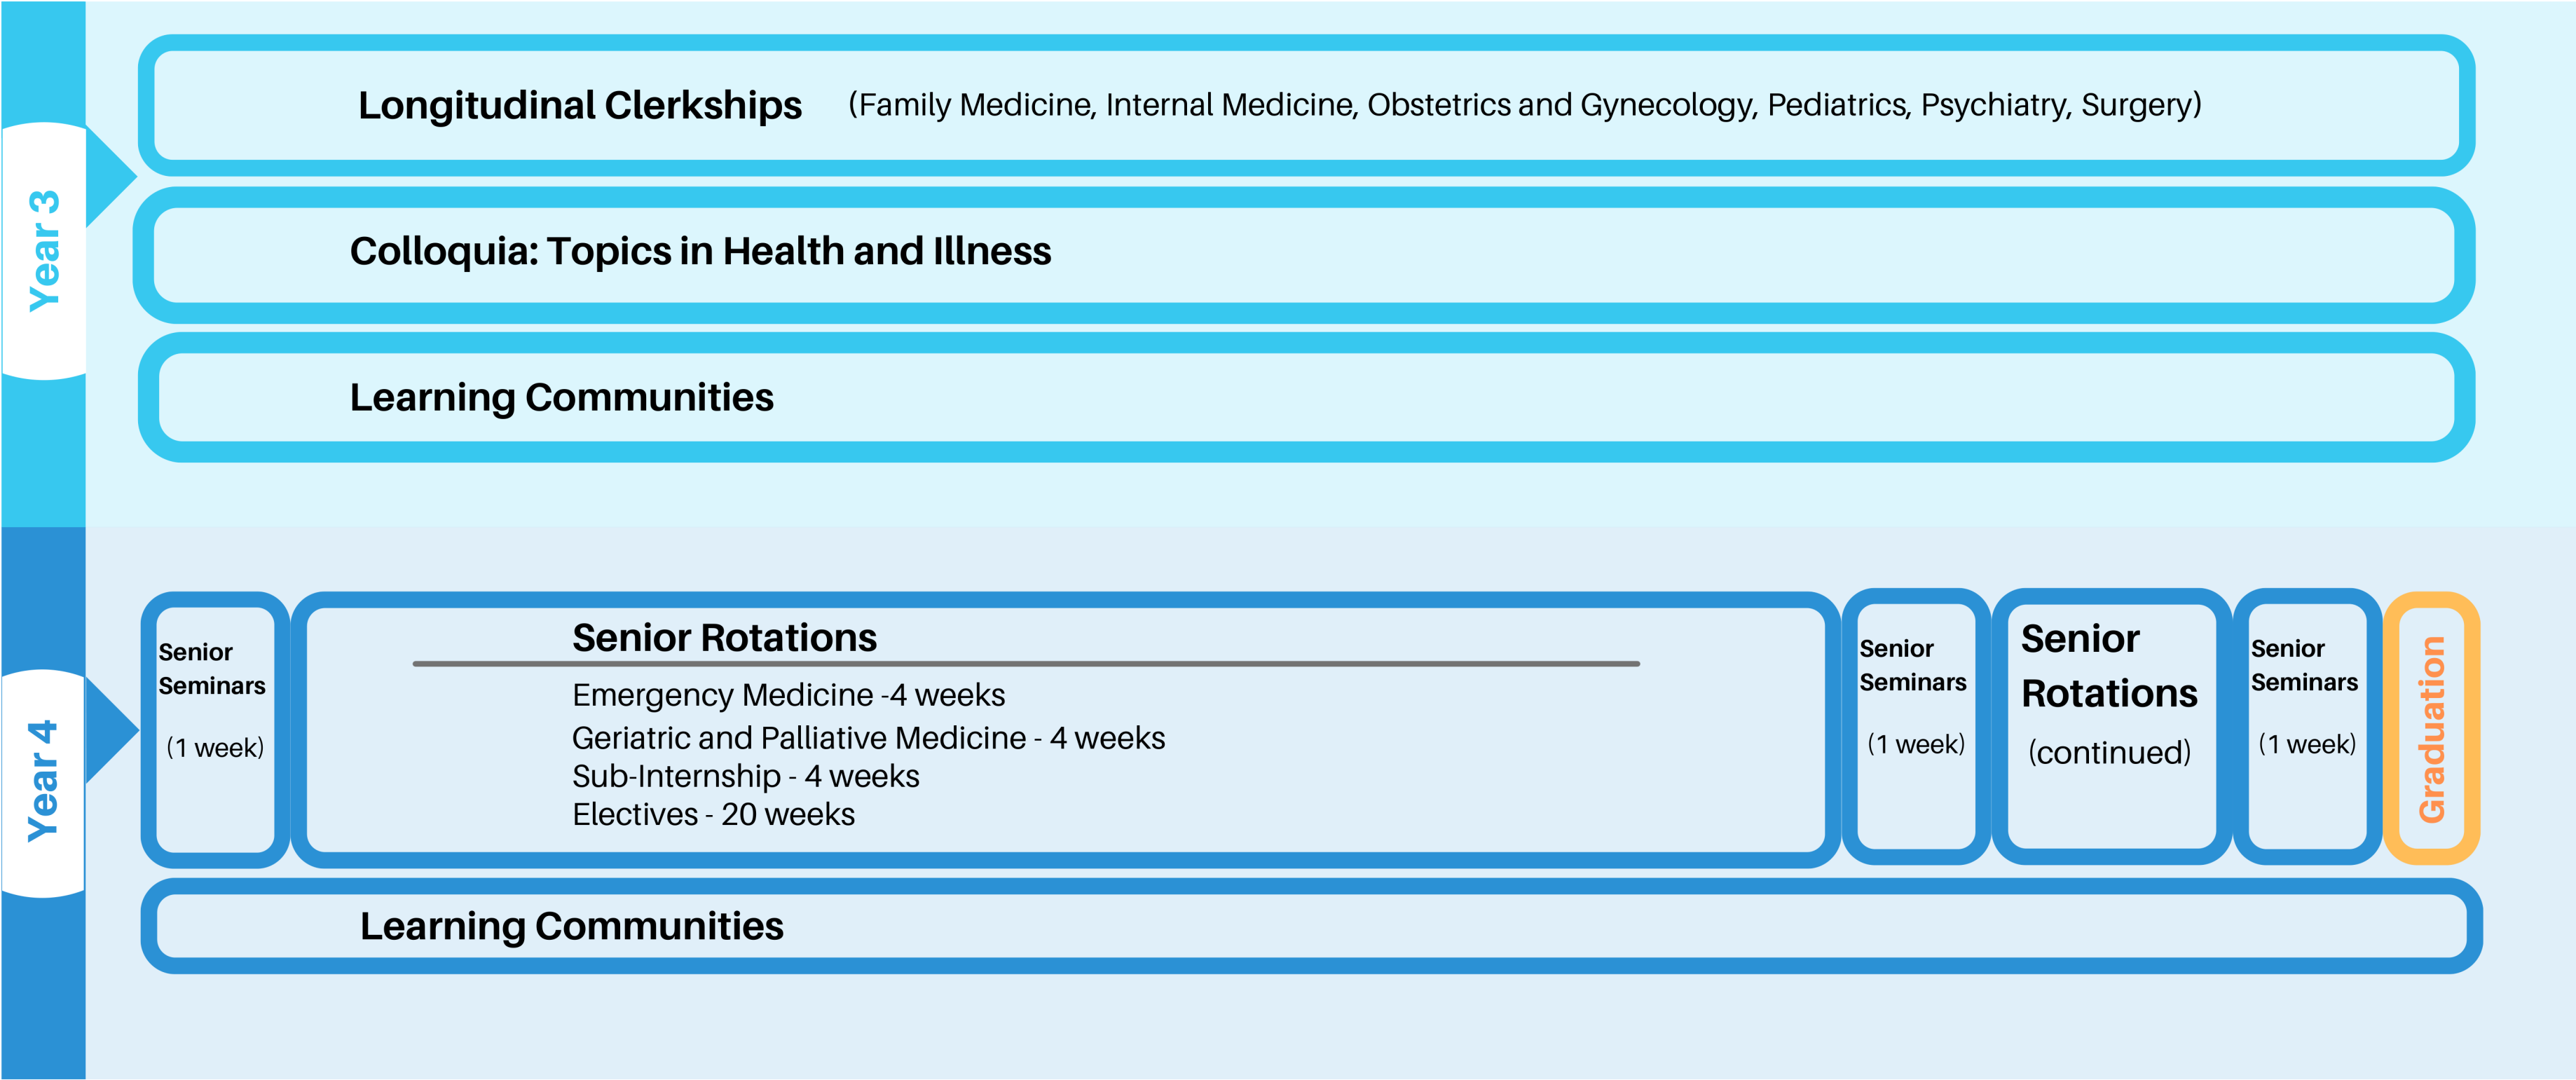 Year 3
Longitudinal Clerkships (Family Medicine, Internal Medicine, Obstetrics and Gynecology, Pediatrics, Psychiatry, Surgery)
Colloquia: Topics in Health and Illness
Learning Communities
Year 4
Senior
Seminars
(1 week)
Senior Rotations
Emergency Medicine -4 weeks
Geriatric and Palliative Medicine - 4 weeks
Sub-Internship - 4 weeks
Electives - 20 weeks
Senior
Seminars
(1 week)
Senior
Rotations
(continued)
Senior
Seminars
(1 week)
Graduation
Learning Communities